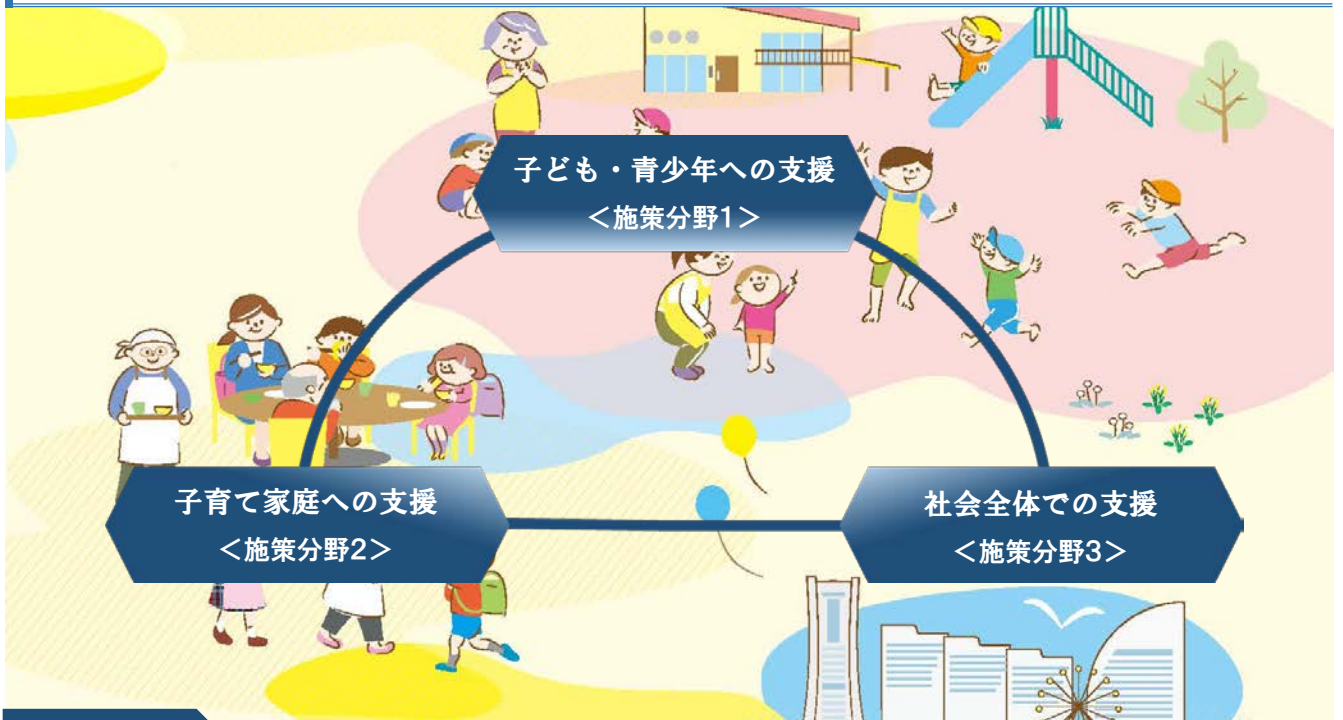 子ども・青少年への支援
＜施策分野1＞
子育て家庭への支援
＜施策分野2＞
社会全体での支援
＜施策分野3＞